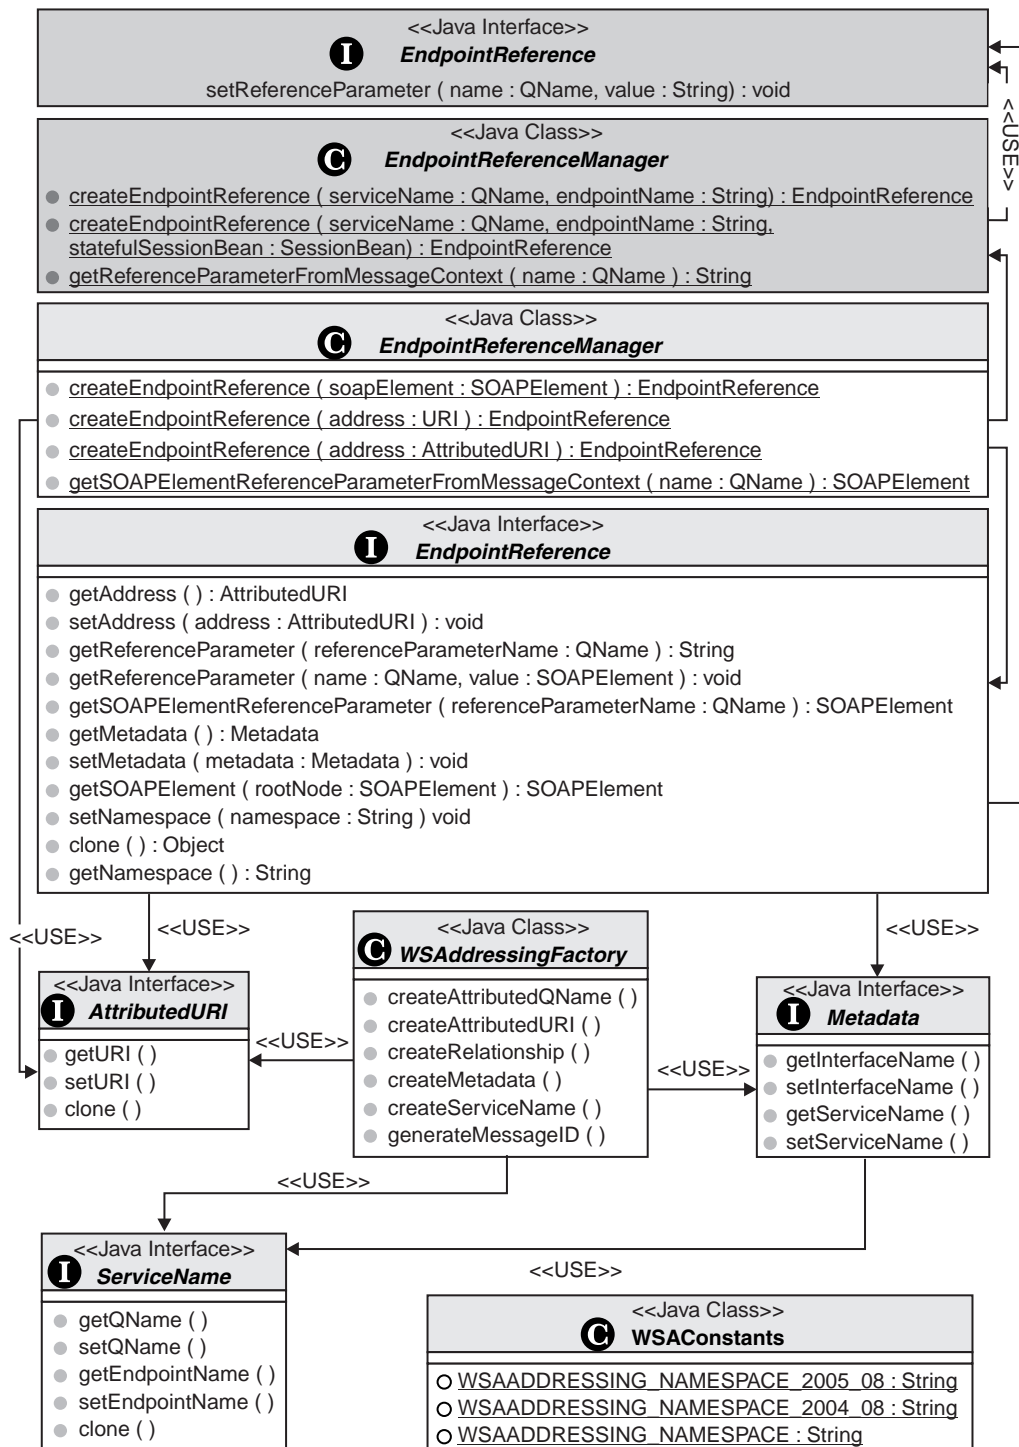 <<Java Interface>>
I EndpointReference
setReferenceParameter ( name : QName, value : String) : void
<<USE>>
<<Java Class>>
C EndpointReferenceManager
createEndpointReference ( serviceName : QName, endpointName : String) : EndpointReference
createEndpointReference ( serviceName : QName, endpointName : String,
statefulSessionBean : SessionBean) : EndpointReference
getReferenceParameterFromMessageContext ( name : QName ) : String
<<Java Class>>
C EndpointReferenceManager
createEndpointReference ( soapElement : SOAPElement ) : EndpointReference
createEndpointReference ( address : URI ) : EndpointReference
createEndpointReference ( address : AttributedURI ) : EndpointReference
getSOAPElementReferenceParameterFromMessageContext ( name : QName ) : SOAPElement
<<Java Interface>>
I EndpointReference
getAddress ( ) : AttributedURI
setAddress ( address : AttributedURI ) : void
getReferenceParameter ( referenceParameterName : QName ) : String
getReferenceParameter ( name : QName, value : SOAPElement ) : void
getSOAPElementReferenceParameter ( referenceParameterName : QName ) : SOAPElement
getMetadata ( ) : Metadata
setMetadata ( metadata : Metadata ) : void
getSOAPElement ( rootNode : SOAPElement ) : SOAPElement
setNamespace ( namespace : String ) void
clone ( ) : Object
getNamespace ( ) : String
<<USE>>
<<USE>>
<<USE>>
<<Java Class>>
C WSAddressingFactory
createAttributedQName ( )
createAttributedURI ( )
createRelationship ( )
createMetadata ( )
createServiceName ( )
generateMessageID ( )
<<Java Interface>>
I AttributedURI
getURI ( )
setURI ( )
clone ( )
<<USE>>
<<USE>>
<<Java Interface>>
I Metadata
getInterfaceName ( )
setInterfaceName ( )
getServiceName ( )
setServiceName ( )
<<USE>>
<<USE>>
<<Java Interface>>
I ServiceName
getQName ( )
setQName ( )
getEndpointName ( )
setEndpointName ( )
clone ( )
<<Java Class>>
C WSAConstants
WSAADDRESSING_NAMESPACE_2005_08 : String
WSAADDRESSING_NAMESPACE_2004_08 : String
WSAADDRESSING_NAMESPACE : String